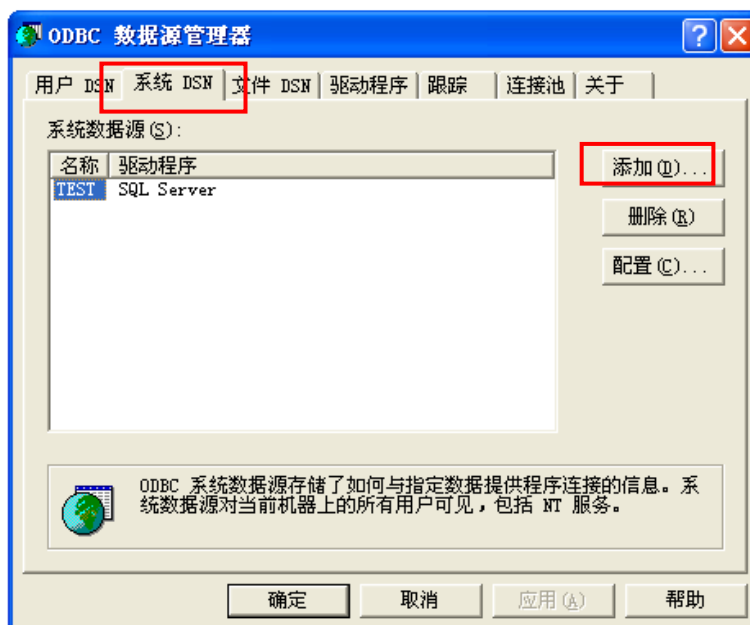 ODBC 数据源管理器
用户 DSN 系统 DSN 文件 DSN 驱动程序 跟踪 连接池 关于
系统数据源(S):
名称 驱动程序
TEST SQL Server
添加(D)...
删除(R)
配置(C)...
ODBC 系统数据源存储了如何与指定数据提供程序连接的信息。系
统数据源对当前机器上的所有用户可见，包括 NT 服务。
确定 取消 应用(A) 帮助